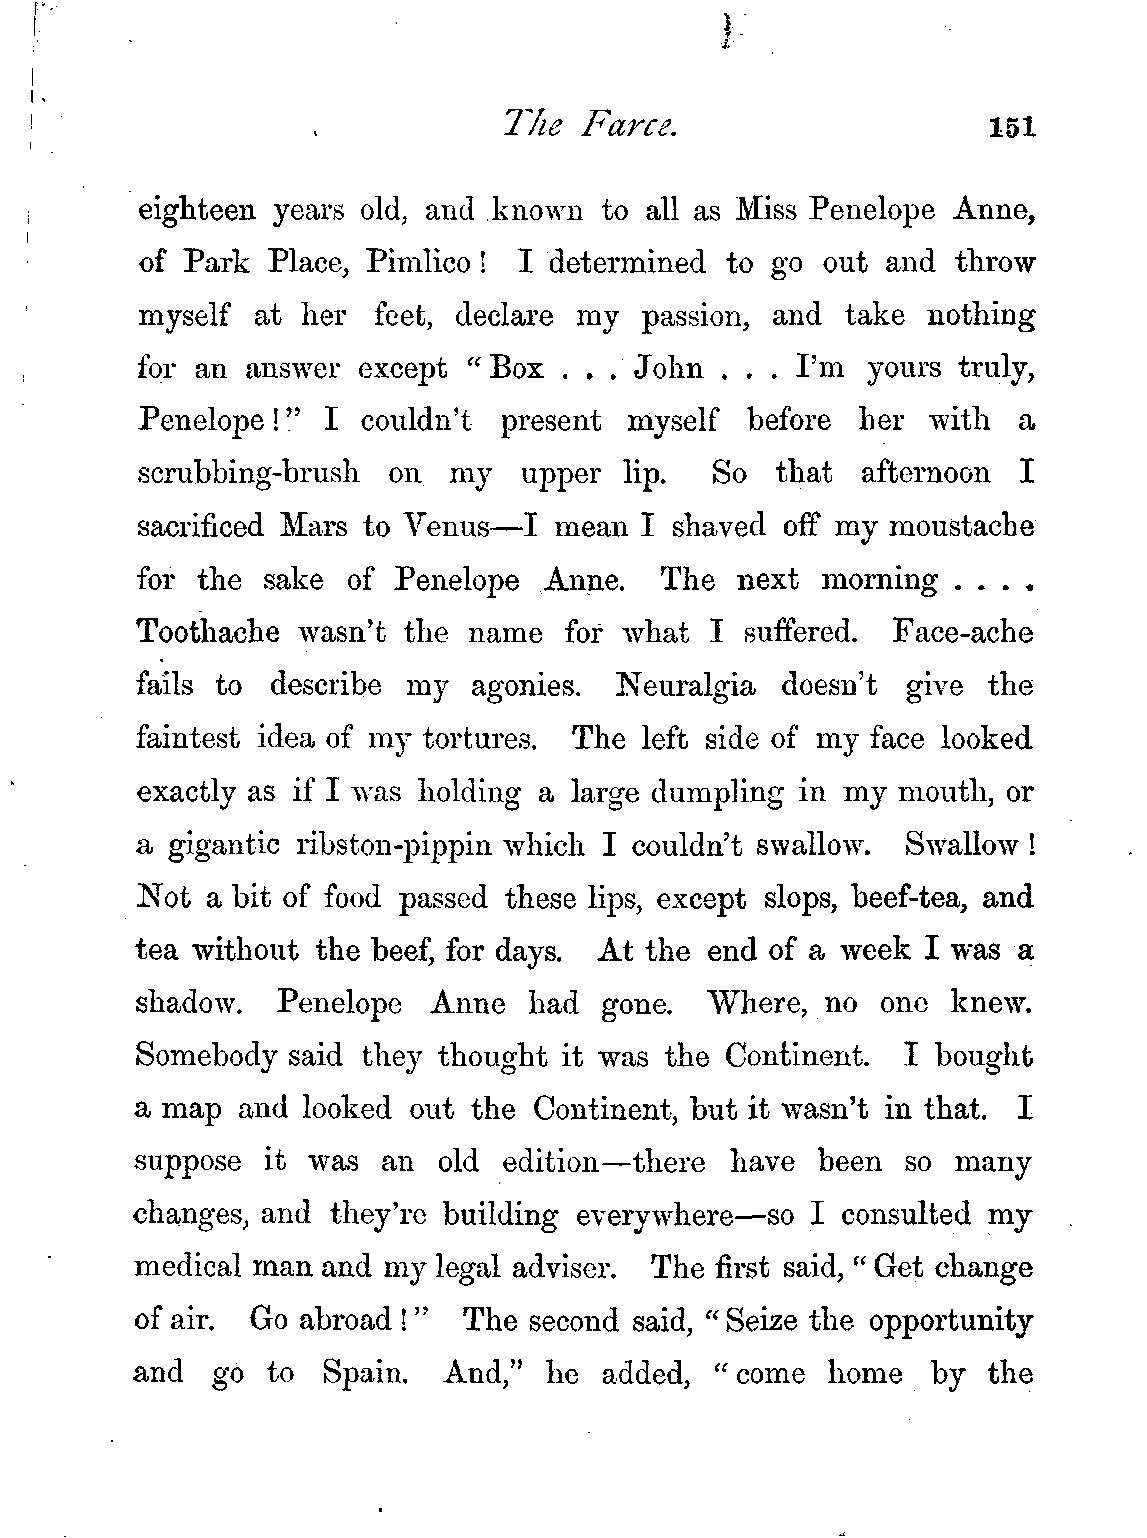 The Farce. 151
eighteen years old, and known to all as Miss Penelope Anne,
of Park Place, Pimlico! I determined to go out and throw
myself at her feet, declare my passion, and take nothing
for an answer except “Box . . . John . . . I’m yours truly,
Penelope!” I couldn’t present myself before her with a
scrubbing-brush on my upper lip. So that afternoon I
sacrificed Mars to Venus—I mean I shaved off my moustache
for the sake of Penelope Anne. The next morning . . . .
Toothache wasn’t the name for what I suffered. Face-ache
fails to describe my agonies. Neuralgia doesn’t give the
faintest idea of my tortures. The left side of my face looked
exactly as if I was holding a large dumpling in my mouth, or
a gigantic ribston-pippin which I couldn’t swallow. Swallow!
Not a bit of food passed these lips, except slops, beef-tea, and
tea without the beef, for days. At the end of a week I was a
shadow. Penelope Anne had gone. Where, no one knew.
Somebody said they thought it was the Continent. I bought
a map and looked out the Continent, but it wasn’t in that. I
suppose it was an old edition—there have been so many
changes, and they’re building everywhere—so I consulted my
medical man and my legal adviser. The first said, “Get change
of air. Go abroad!” The second said, “Seize the opportunity
and go to Spain. And,” he added, “come home by the